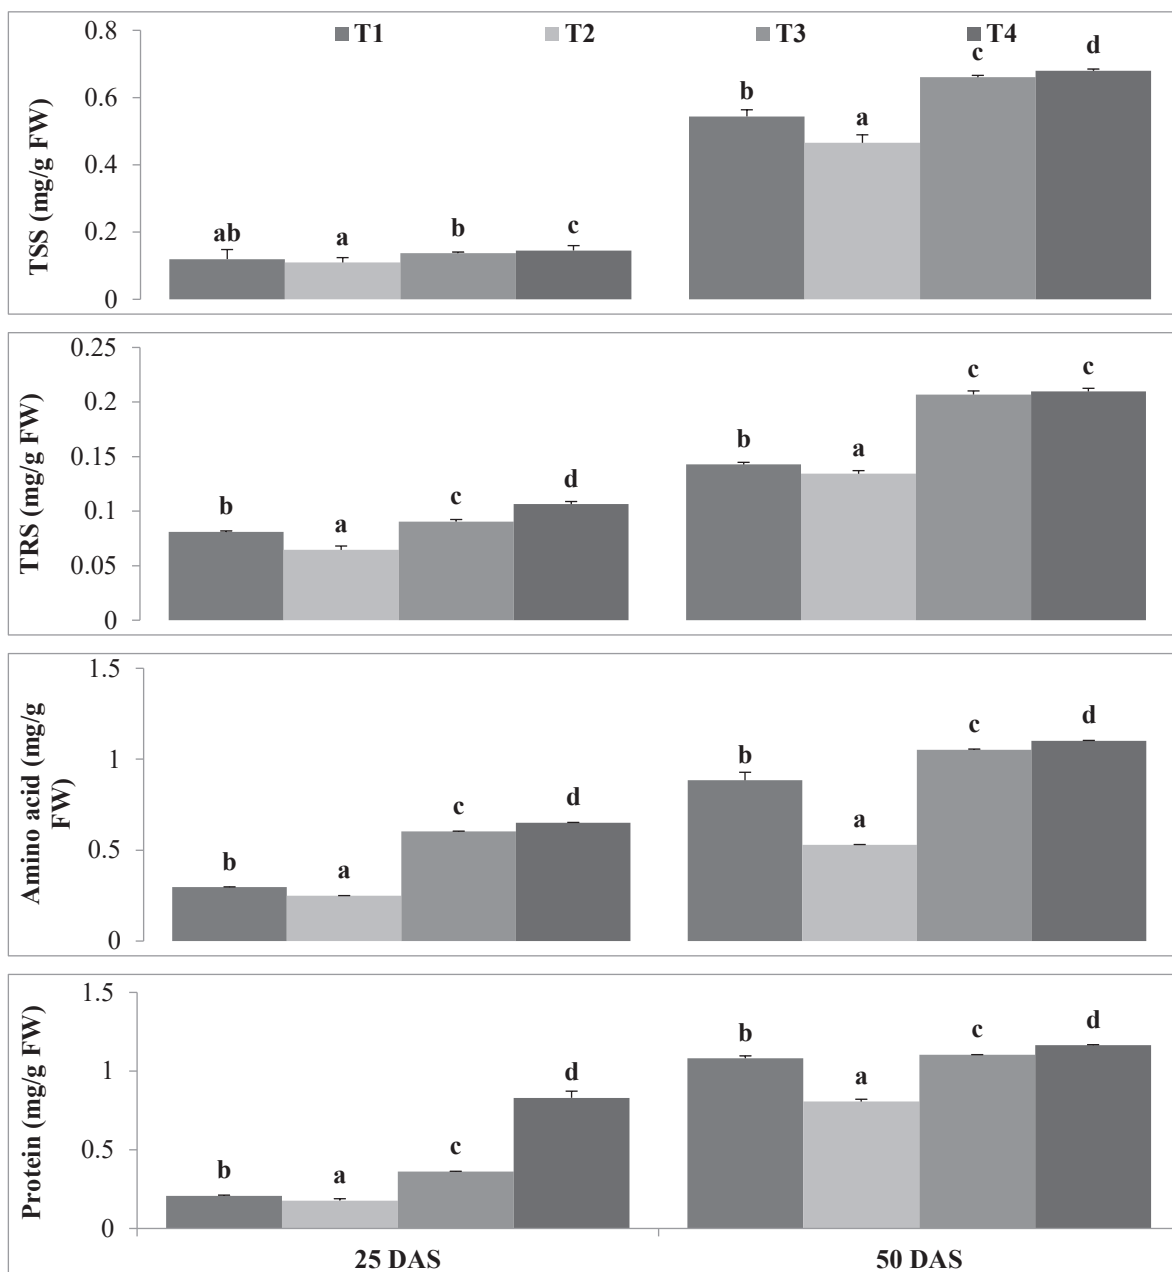 T1 T2 T3 T4
TSS (mg/g FW)
0.8
0.6
0.4
0.2
0
ab a b c b a c d
TRS (mg/g FW)
0.25
0.2
0.15
0.1
0.05
0
b a c d b a c c
Amino acid (mg/g
FW)
1.5
1
0.5
0
b a c d b a c d
Protein (mg/g FW)
1.5
1
0.5
0
b a c d b a c d
25 DAS 50 DAS